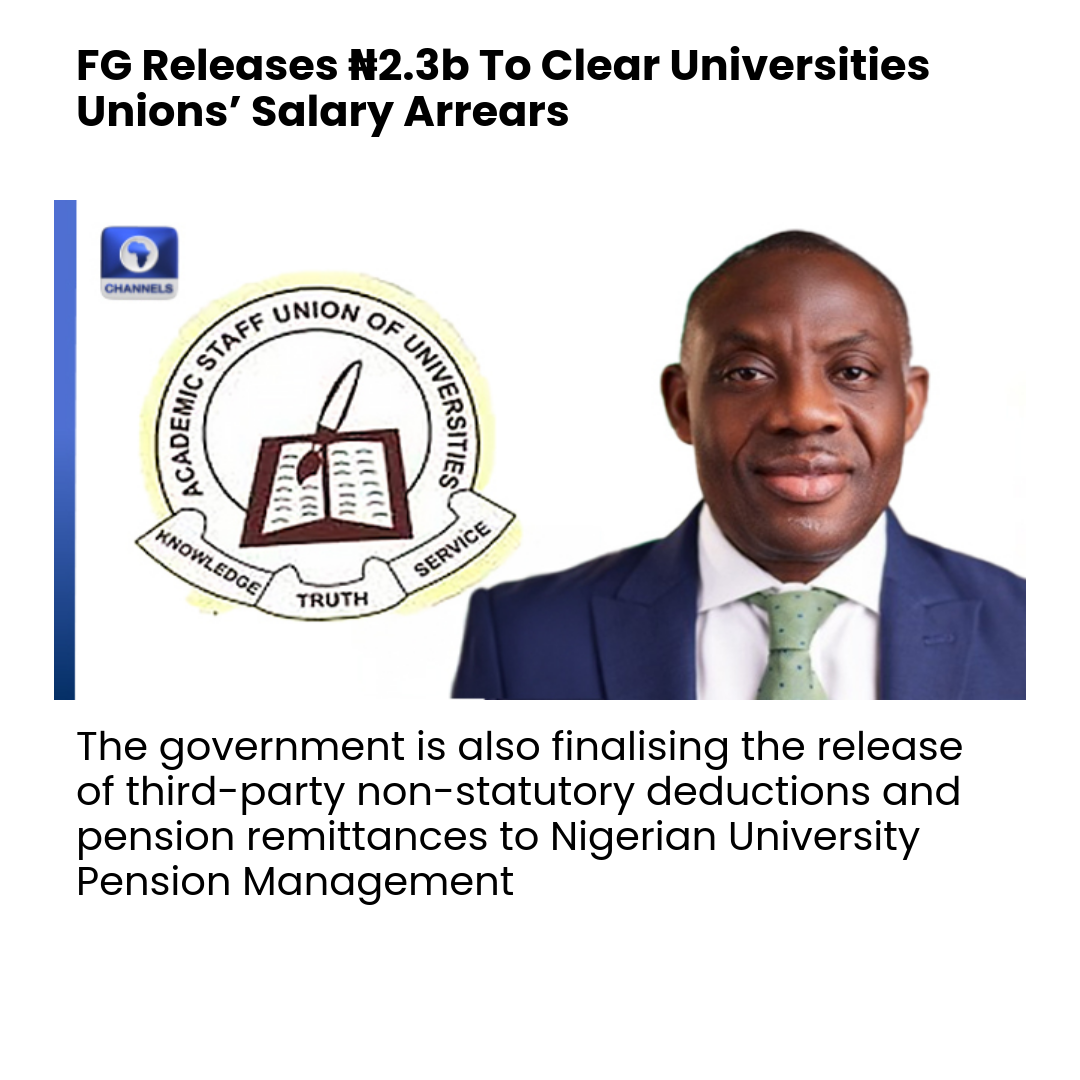 FG Releases ₦2.3b To Clear Universities
Unions’ Salary Arrears
CHANNELS
ACADEMIC STAFF UNION OF UNIVERSITIES
KNOWLEDGE
TRUTH
SERVICE
The government is also finalising the release
of third-party non-statutory deductions and
pension remittances to Nigerian University
Pension Management